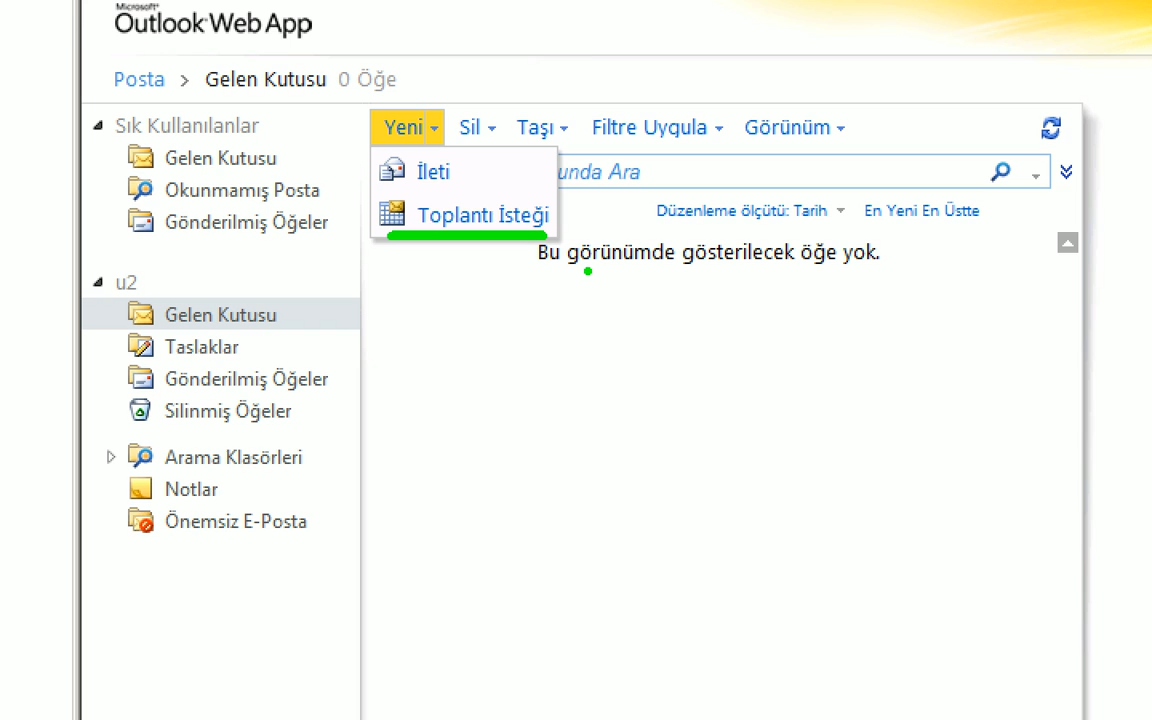 Microsoft®
Outlook Web App
Posta > Gelen Kutusu 0 Öğe
Sık Kullanılanlar
Gelen Kutusu
Okunmamış Posta
Gönderilmiş Öğeler
u2
Gelen Kutusu
Taslaklar
Gönderilmiş Öğeler
Silinmiş Öğeler
Arama Klasörleri
Notlar
Önemsiz E-Posta
Yeni Sil Taşı Filtre Uygula Görünüm
İleti
Toplantı İsteği
unda Ara
Düzenleme ölçütü: Tarih En Yeni En Üstte
Bu görünümde gösterilecek öğe yok.